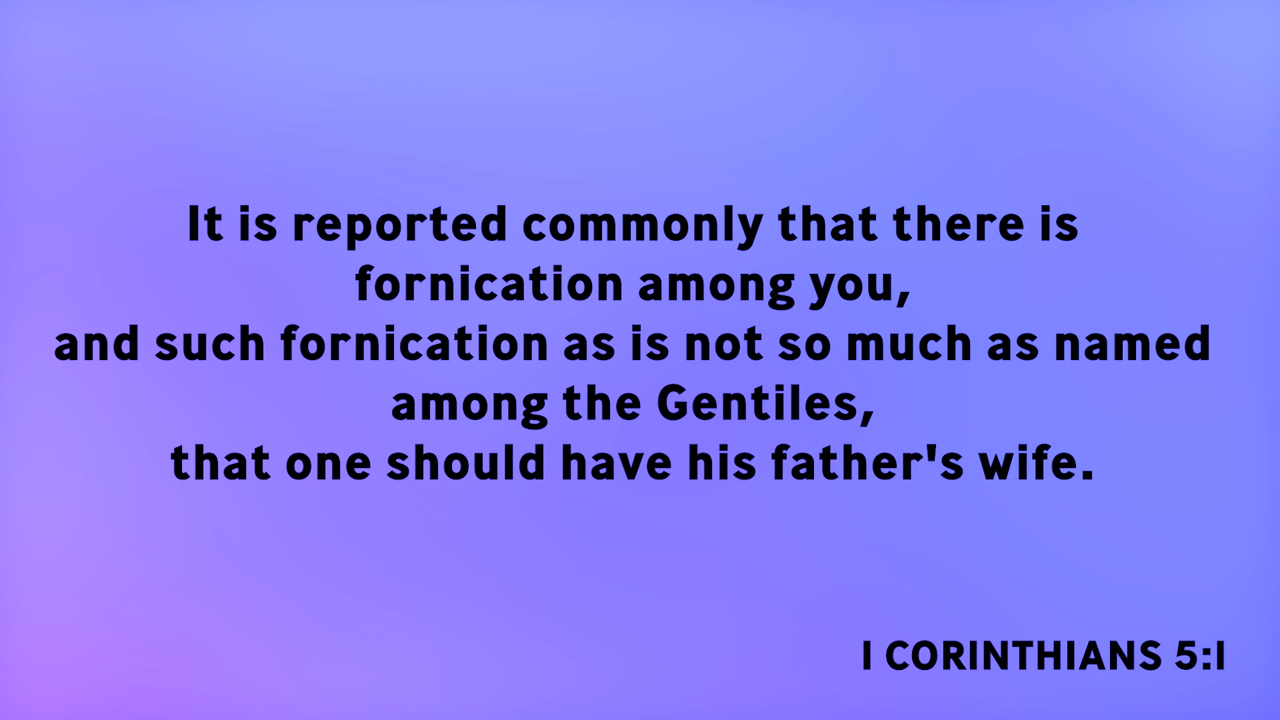 It is reported commonly that there is
fornication among you,
and such fornication as is not so much as named
among the Gentiles,
that one should have his father's wife.
I CORINTHIANS 5:1